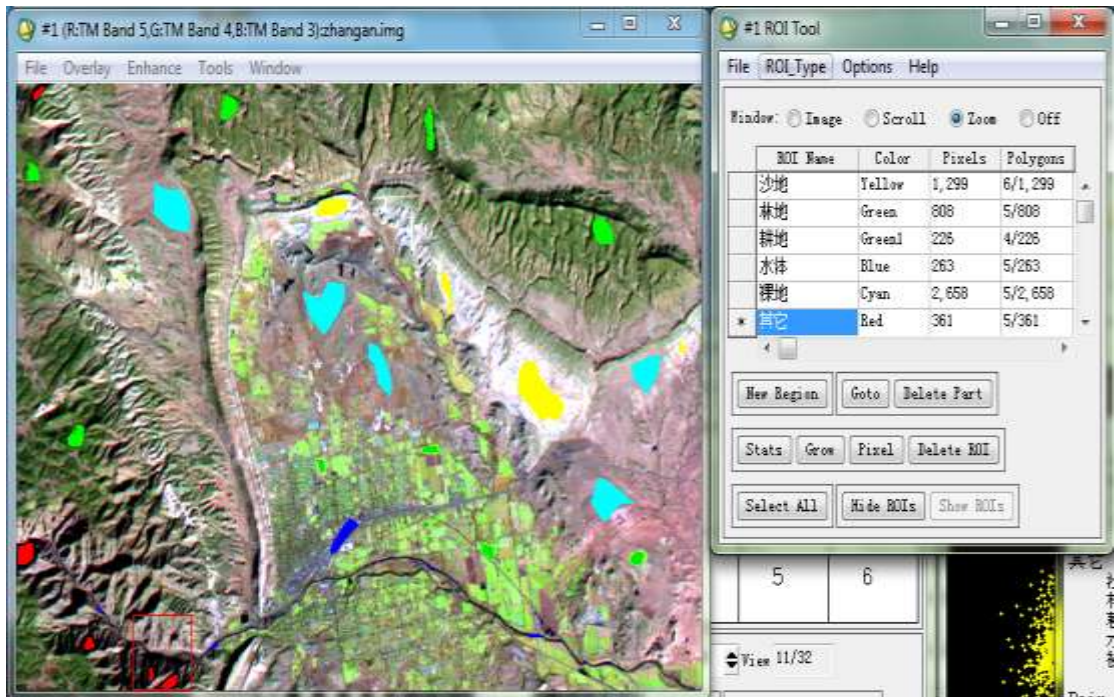 #1 (R:TM Band 5,G:TM Band 4,B:TM Band 3):zhangan.img
File Overlay Enhance Tools Window
#1 ROI Tool
File ROI_Type Options Help
Window: Image Scroll Zoom Off
ROI Name Color Pixels Polygons
沙地 Yellow 1,299 6/1,299
林地 Green 808 5/808
耕地 Green1 226 4/226
水体 Blue 263 5/263
裸地 Cyan 2,658 5/2,658
* 其它 Red 361 5/361
New Region Goto Delete Part
Stats Grow Pixel Delete ROI
Select All Hide ROIs Show ROIs
5 6
View 11/32
其它